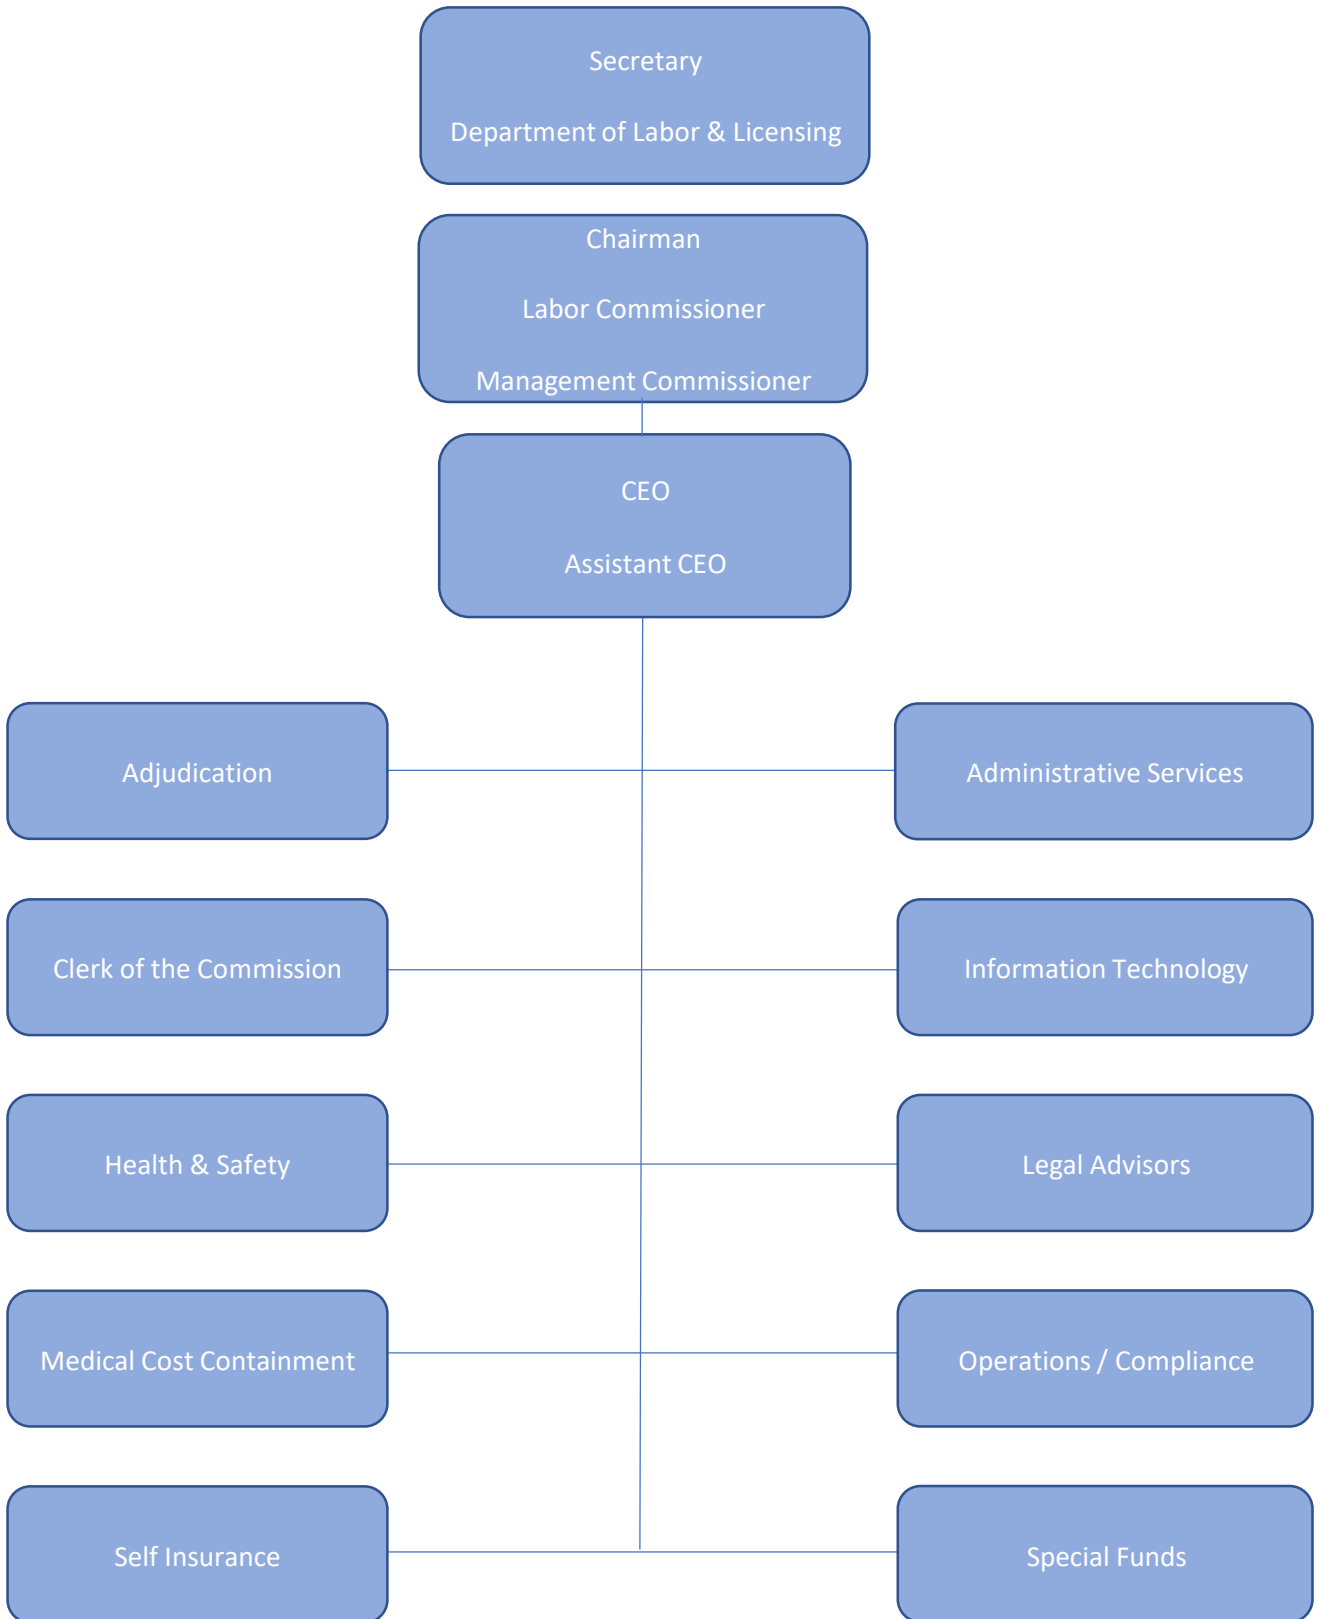 Secretary
Department of Labor & Licensing
Chairman
Labor Commissioner
Management Commissioner
CEO
Assistant CEO
Adjudication
Administrative Services
Clerk of the Commission
Information Technology
Health & Safety
Legal Advisors
Medical Cost Containment
Operations / Compliance
Self Insurance
Special Funds